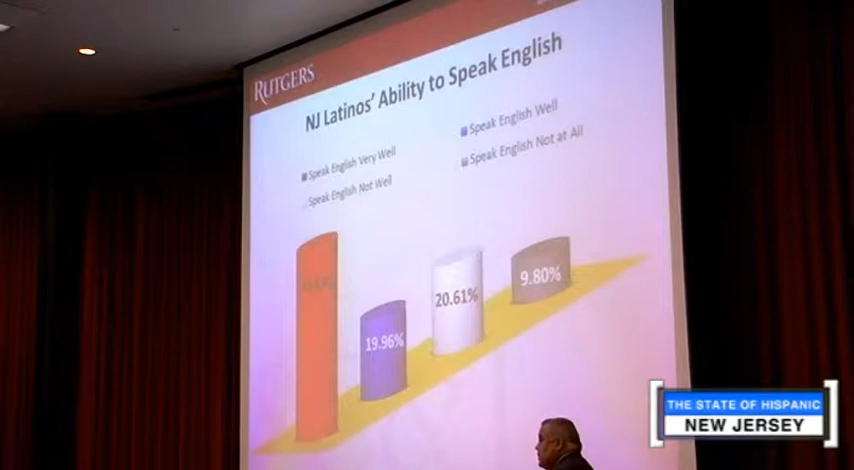 RUTGERS
NJ Latinos' Ability to Speak English
Speak English Very Well
Speak English Well
Speak English Not Well
Speak English Not at All
19.96%
20.61%
9.80%
THE STATE OF HISPANIC
NEW JERSEY